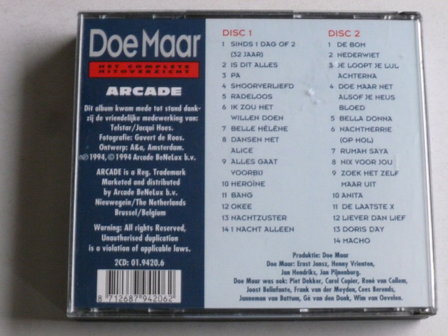 Doe Maar
HET COMPLETE
HITOVERZICHT
ARCADE
Dit album kwam mede tot stand dank-
zij de vriendelijke medewerking van:
Telstar/Jacqui Hoes.
Fotografie: Govert de Roos.
Ontwerp: A&a, Amsterdam.
℗1994, ©1994 Arcade BeNeLux b.v.
ARCADE is a Reg. Trademark
Marketed and distributed
by Arcade BeNeLux b.v.
Nieuwegein/The Netherlands
Brussel/Belgium
Warning: All rights Reserved,
Unauthorised duplication
is a violation of applicable laws.
2CD: 01.9420.6
8 712687 942062
DISC 1
1 SINDS 1 DAG OF 2
(32 JAAR)
2 IS DIT ALLES
3 PA
4 SMOORVERLIEFD
5 RADELOOS
6 IK ZOU HET
WILLEN DOEN
7 BELLE HÉLÈNE
8 DANSEN MET
ALICE
9 ALLES GAAT
VOORBIJ
10 HEROÏNE
11 BANG
12 OKEE
13 NACHTZUSTER
14 1 NACHT ALLEEN
DISC 2
1 DE BOM
2 NEDERWIET
3 JE LOOPT JE LUL
ACHTERNA
4 DOE MAAR NET
ALSOF JE NEUS
BLOED
5 BELLA DONNA
6 NACHTMERRIE
(OP MOL)
7 RUMAH SAYA
8 NIX VOOR JOU
9 ZOEK HET ZELF
MAAR UIT
10 ANITA
11 DE LAATSTE X
12 LIEVER DAN LIEF
13 DORIS DAY
14 MACHO
Produktie: Doe Maar
Doe Maar: Ernst Jansz, Henny Vrienten,
Jan Hendriks, Jan Pijnenburg.
Doe Maar was ook: Piet Dekker, Carel Copier, René van Collem,
Joost Belinfante, Frank van der Meyden, Cees Berends,
Janneman van Bottum, Gé van den Donk, Wim van Oevelen.